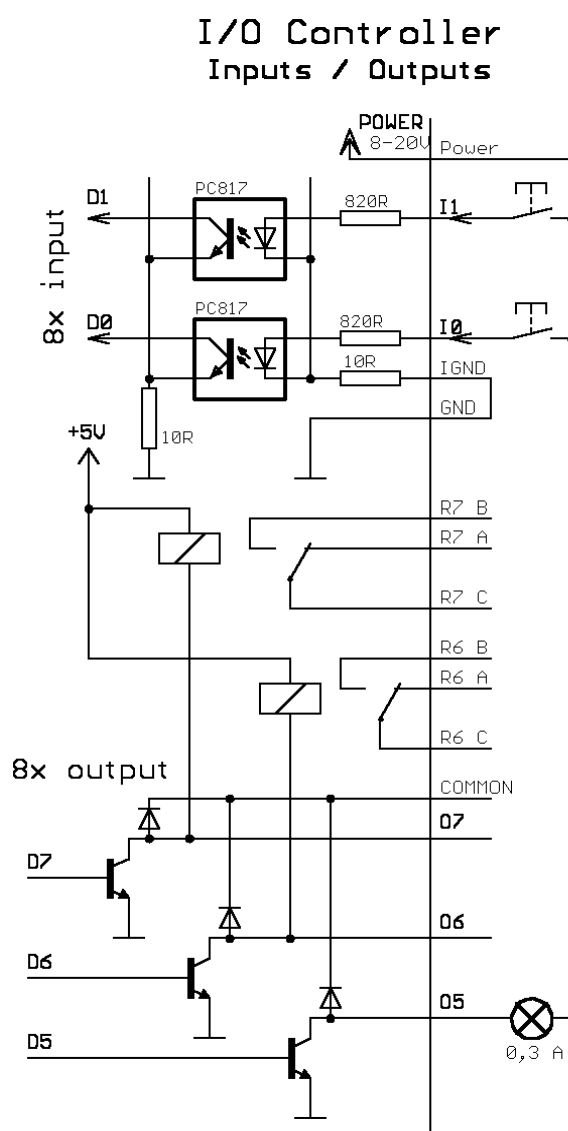 I/O Controller
Inputs / Outputs
POWER
8-20V
Power
PC817
D1
820R
I1
8x input
PC817
D0
820R
I0
10R
IGND
GND
+5V
10R
R7 B
R7 A
R7 C
R6 B
R6 A
R6 C
8x output
COMMON
O7
D7
O6
D6
O5
D5
0,3 A